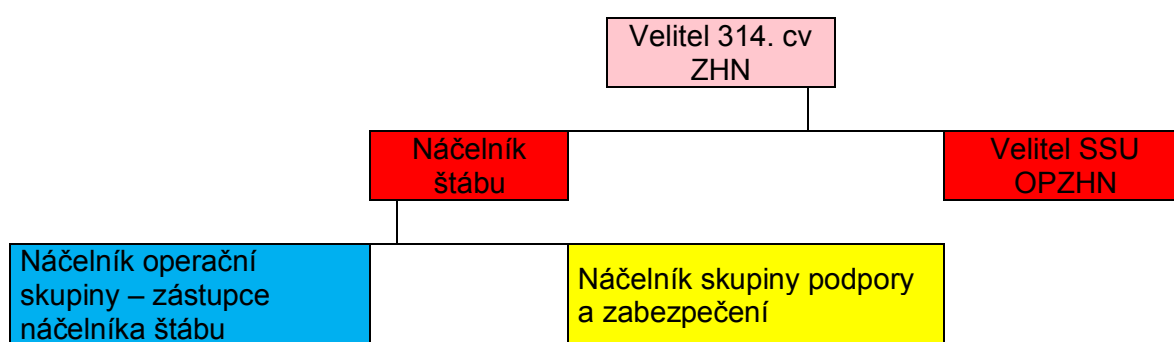 Velitel 314. cv
ZHN
Náčelník
štábu
Velitel SSU
OPZHN
Náčelník operační
skupiny – zástupce
náčelníka štábu
Náčelník skupiny podpory
a zabezpečení